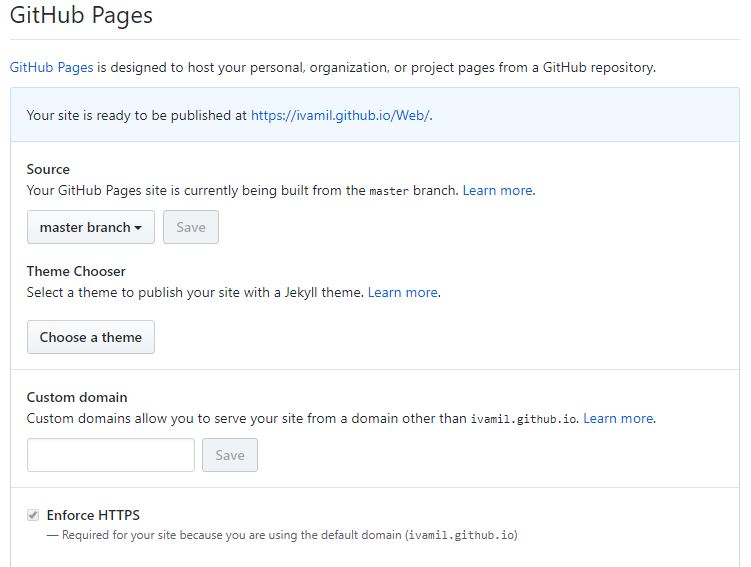 GitHub Pages
GitHub Pages is designed to host your personal, organization, or project pages from a GitHub repository.
Your site is ready to be published at https://ivamil.github.io/Web/.
Source
Your GitHub Pages site is currently being built from the master branch. Learn more.
master branch Save
Theme Chooser
Select a theme to publish your site with a Jekyll theme. Learn more.
Choose a theme
Custom domain
Custom domains allow you to serve your site from a domain other than ivamil.github.io. Learn more.
Save
Enforce HTTPS
— Required for your site because you are using the default domain (ivamil.github.io)